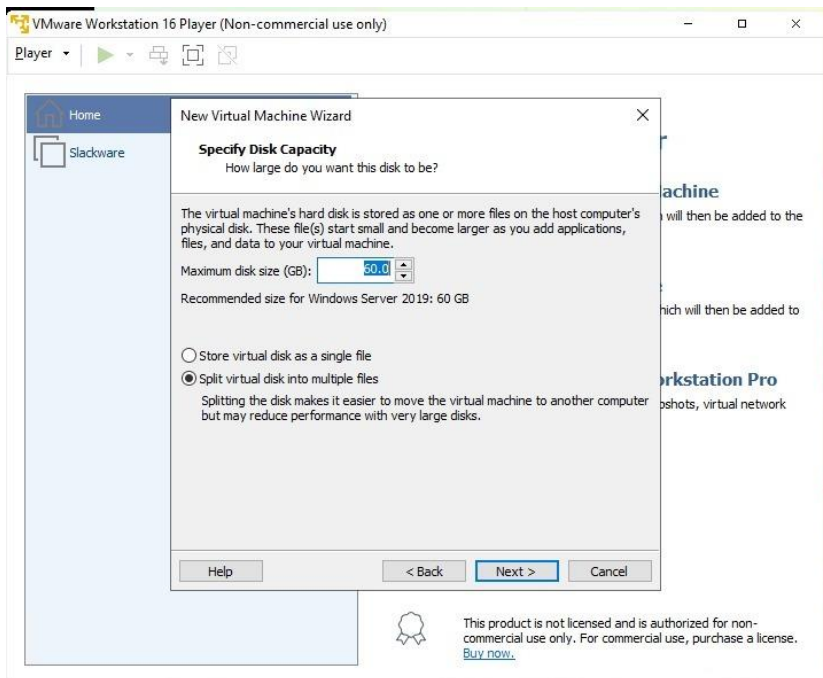 VMware Workstation 16 Player (Non-commercial use only)
Player
Home
Slackware
New Virtual Machine Wizard
Specify Disk Capacity
How large do you want this disk to be?
The virtual machine's hard disk is stored as one or more files on the host computer's
physical disk. These file(s) start small and become larger as you add applications,
files, and data to your virtual machine.
Maximum disk size (GB): 60.0
Recommended size for Windows Server 2019: 60 GB
Store virtual disk as a single file
Split virtual disk into multiple files
Splitting the disk makes it easier to move the virtual machine to another computer
but may reduce performance with very large disks.
Help
< Back
Next >
Cancel
achine
will then be added to the
hich will then be added to
orkstation Pro
pshots, virtual network
This product is not licensed and is authorized for non-
commercial use only. For commercial use, purchase a license.
Buy now.